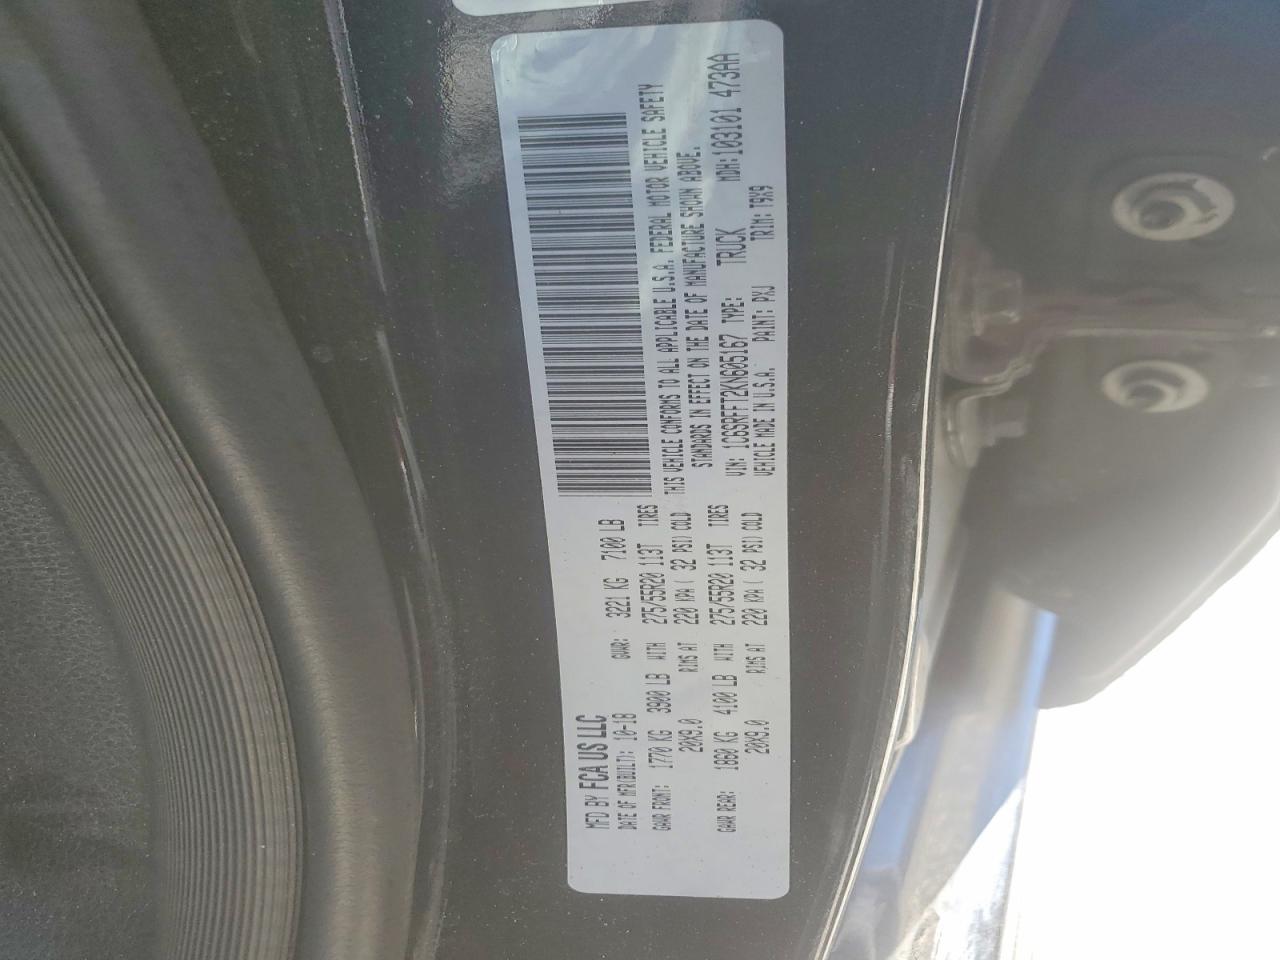 MFD BY FCA US LLC
DATE OF MFR(BUILT): 10-18 GVWR: 3221 KG 7100 LB
GAWR FRONT: 1770 KG 3900 LB WITH 275/55R20 113T TIRES
20X9.0 RIMS AT 220 KPA ( 32 PSI) COLD
GAWR REAR: 1860 KG 4100 LB WITH 275/55R20 113T TIRES
20X9.0 RIMS AT 220 KPA ( 32 PSI) COLD
THIS VEHICLE CONFORMS TO ALL APPLICABLE U.S.A. FEDERAL MOTOR VEHICLE SAFETY
STANDARDS IN EFFECT ON THE DATE OF MANUFACTURE SHOWN ABOVE.
VIN: 1C6SRFFT2KN605167 TYPE: TRUCK MDH:103101 473AA
VEHICLE MADE IN U.S.A. PAINT: PXJ TRIM: T9X9